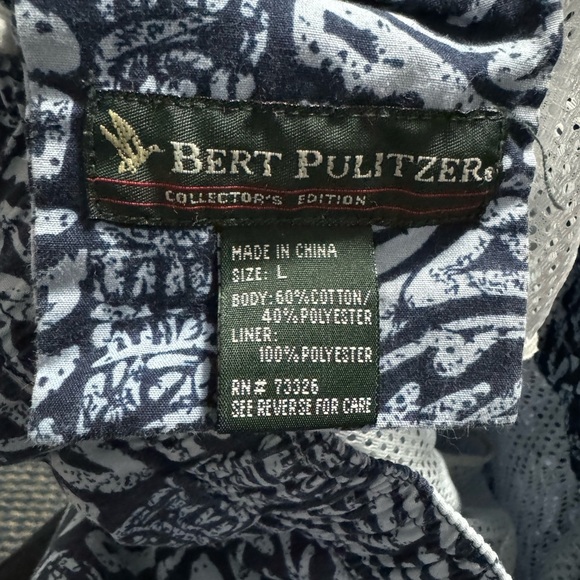 BERT PULITZER®
COLLECTOR'S EDITION
MADE IN CHINA
SIZE: L
BODY: 60%COTTON/
40%POLYESTER
LINER:
100%POLYESTER
RN# 73326
SEE REVERSE FOR CARE